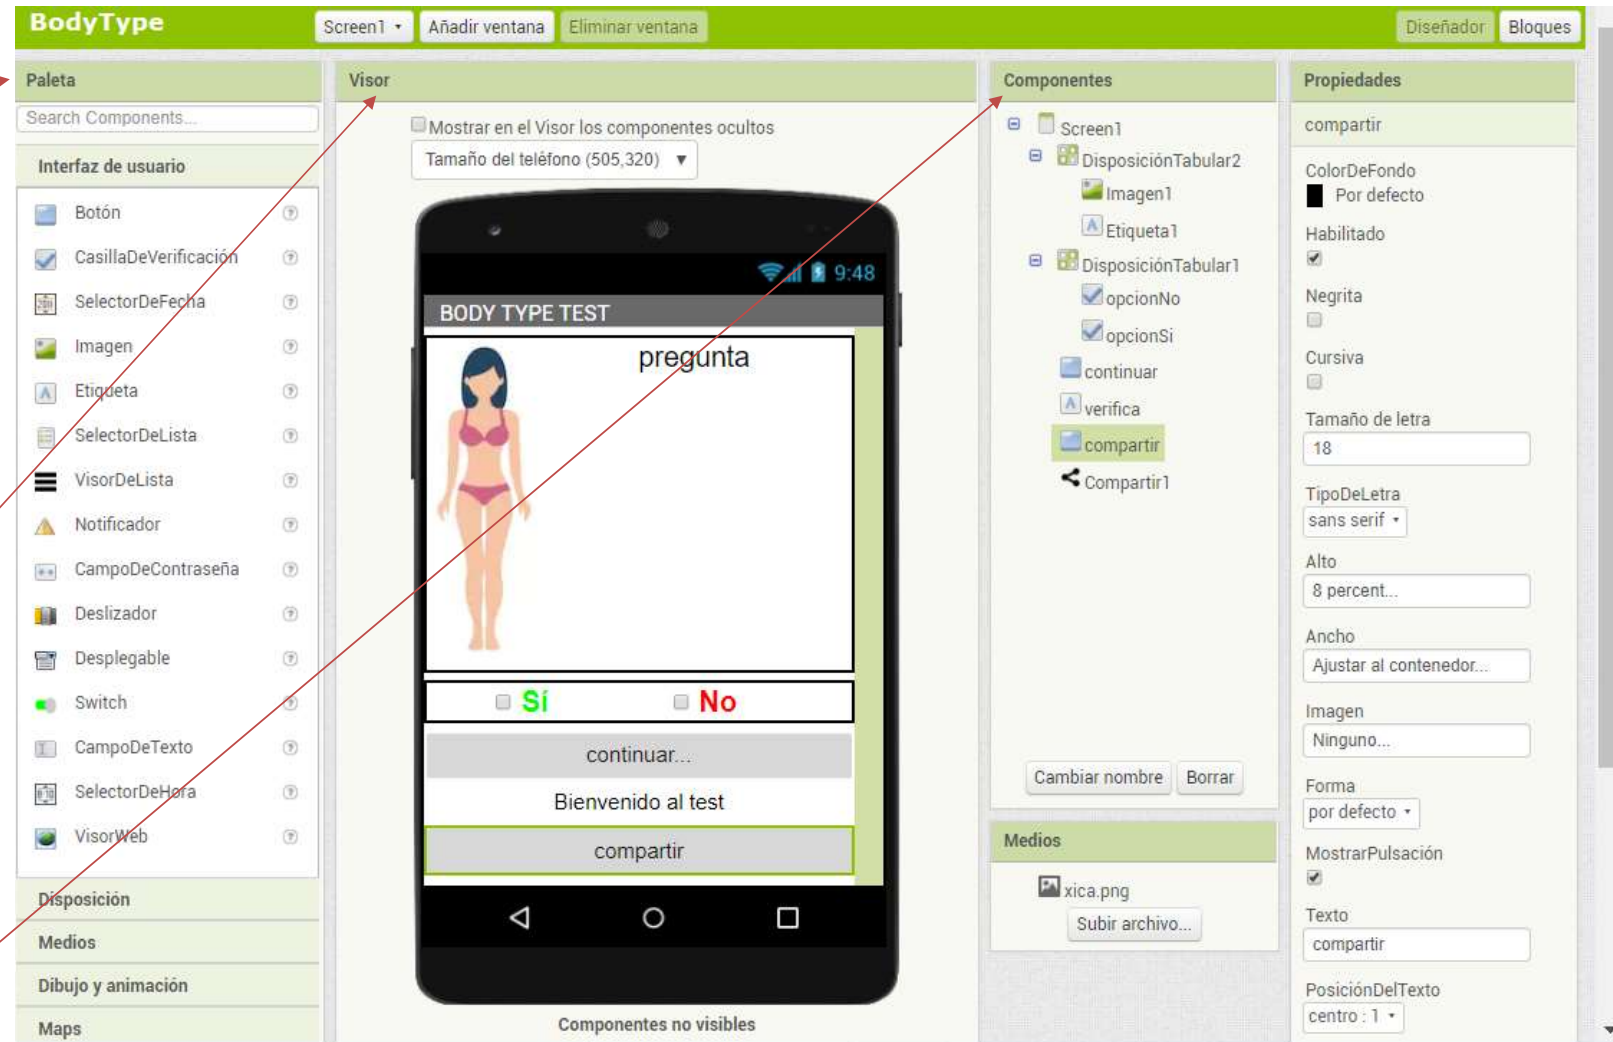 BodyType
Screen1
Añadir ventana
Eliminar ventana
Diseñador
Bloques
Paleta
Search Components...
Interfaz de usuario
Botón
CasillaDeVerificación
SelectorDeFecha
Imagen
Etiqueta
SelectorDeLista
VisorDeLista
Notificador
CampoDeContraseña
Deslizador
Desplegable
Switch
CampoDeTexto
SelectorDeHora
VisorWeb
Disposición
Medios
Dibujo y animación
Maps
Visor
Mostrar en el Visor los componentes ocultos
Tamaño del teléfono (505,320)
9:48
BODY TYPE TEST
pregunta
Sí
No
continuar...
Bienvenido al test
compartir
Componentes no visibles
Componentes
Screen1
DisposiciónTabular2
Imagen1
Etiqueta1
DisposiciónTabular1
opcionNo
opcionSi
continuar
verifica
compartir
Compartir1
Cambiar nombre
Borrar
Medios
xica.png
Subir archivo...
Propiedades
compartir
ColorDeFondo
Por defecto
Habilitado
Negrita
Cursiva
Tamaño de letra
18
TipoDeLetra
sans serif
Alto
8 percent...
Ancho
Ajustar al contenedor...
Imagen
Ninguno...
Forma
por defecto
MostrarPulsación
Texto
compartir
PosiciónDelTexto
centro : 1